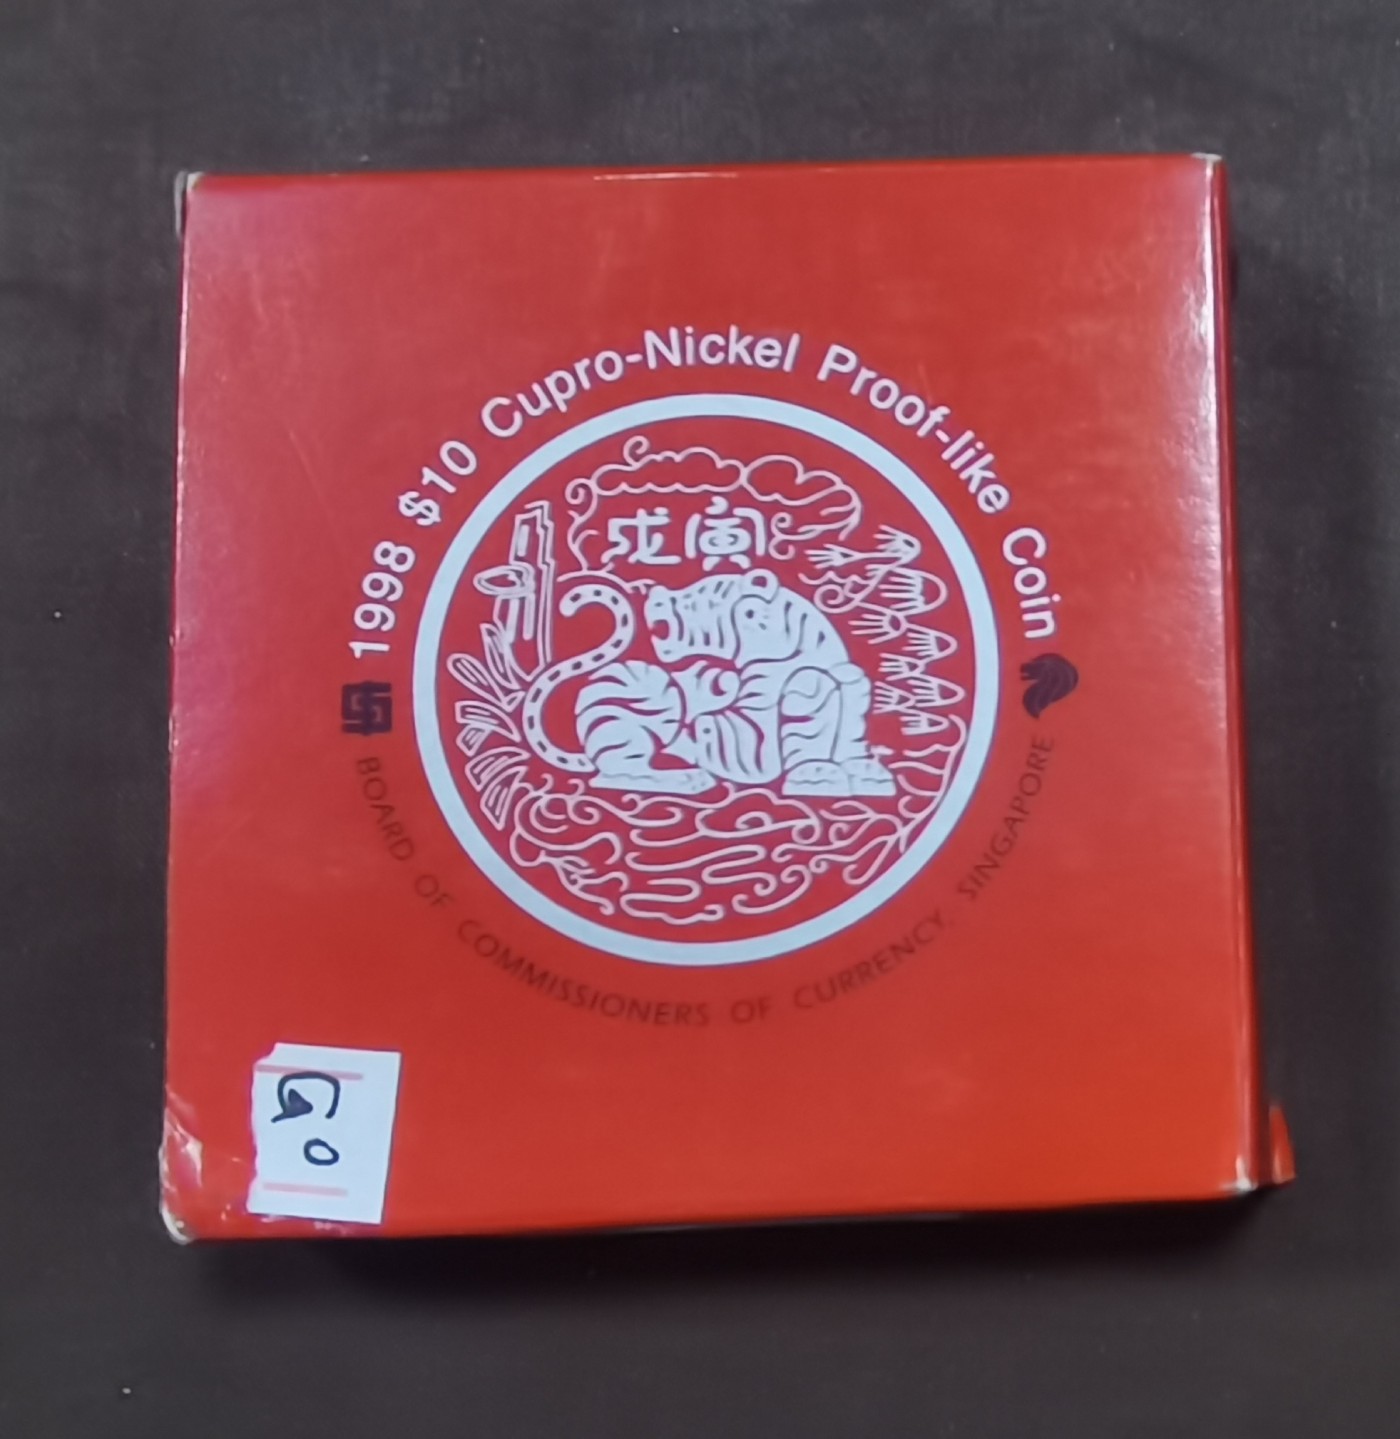 1998 $10 Cupro-Nickel Proof-like Coin
戊寅
BOARD OF COMMISSIONERS OF CURRENCY, SINGAPORE